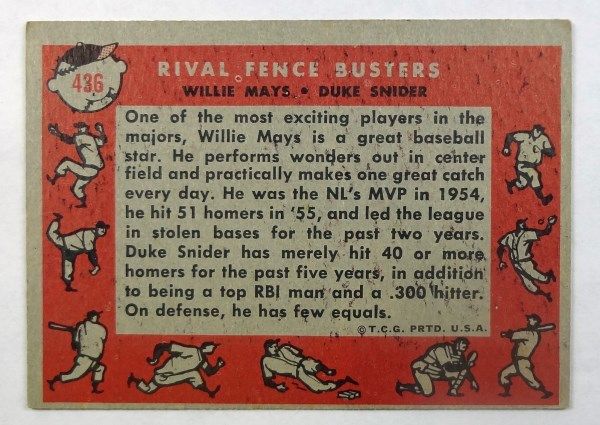 436
RIVAL FENCE BUSTERS
WILLIE MAYS • DUKE SNIDER
One of the most exciting players in the
majors, Willie Mays is a great baseball
star. He performs wonders out in center
field and practically makes one great catch
every day. He was the NL's MVP in 1954,
he hit 51 homers in '55, and led the league
in stolen bases for the past two years.
Duke Snider has merely hit 40 or more
homers for the past five years, in addition
to being a top RBI man and a .300 hitter.
On defense, he has few equals.
© T.C.G. PRTD. U.S.A.